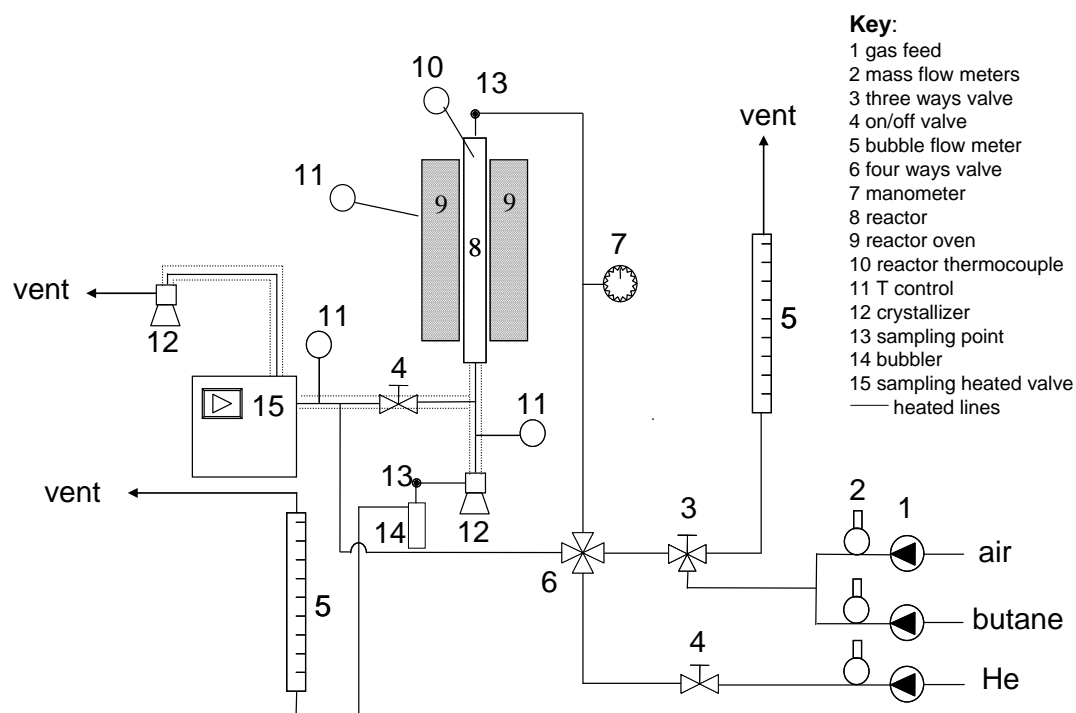 Key:
1 gas feed
2 mass flow meters
3 three ways valve
4 on/off valve
5 bubble flow meter
6 four ways valve
7 manometer
8 reactor
9 reactor oven
10 reactor thermocouple
11 T control
12 crystallizer
13 sampling point
14 bubbler
15 sampling heated valve
heated lines
10
13
vent
11
9
9
8
7
vent
12
11
4
15
5
11
vent
13
14
12
2
1
3
air
6
5
butane
4
He